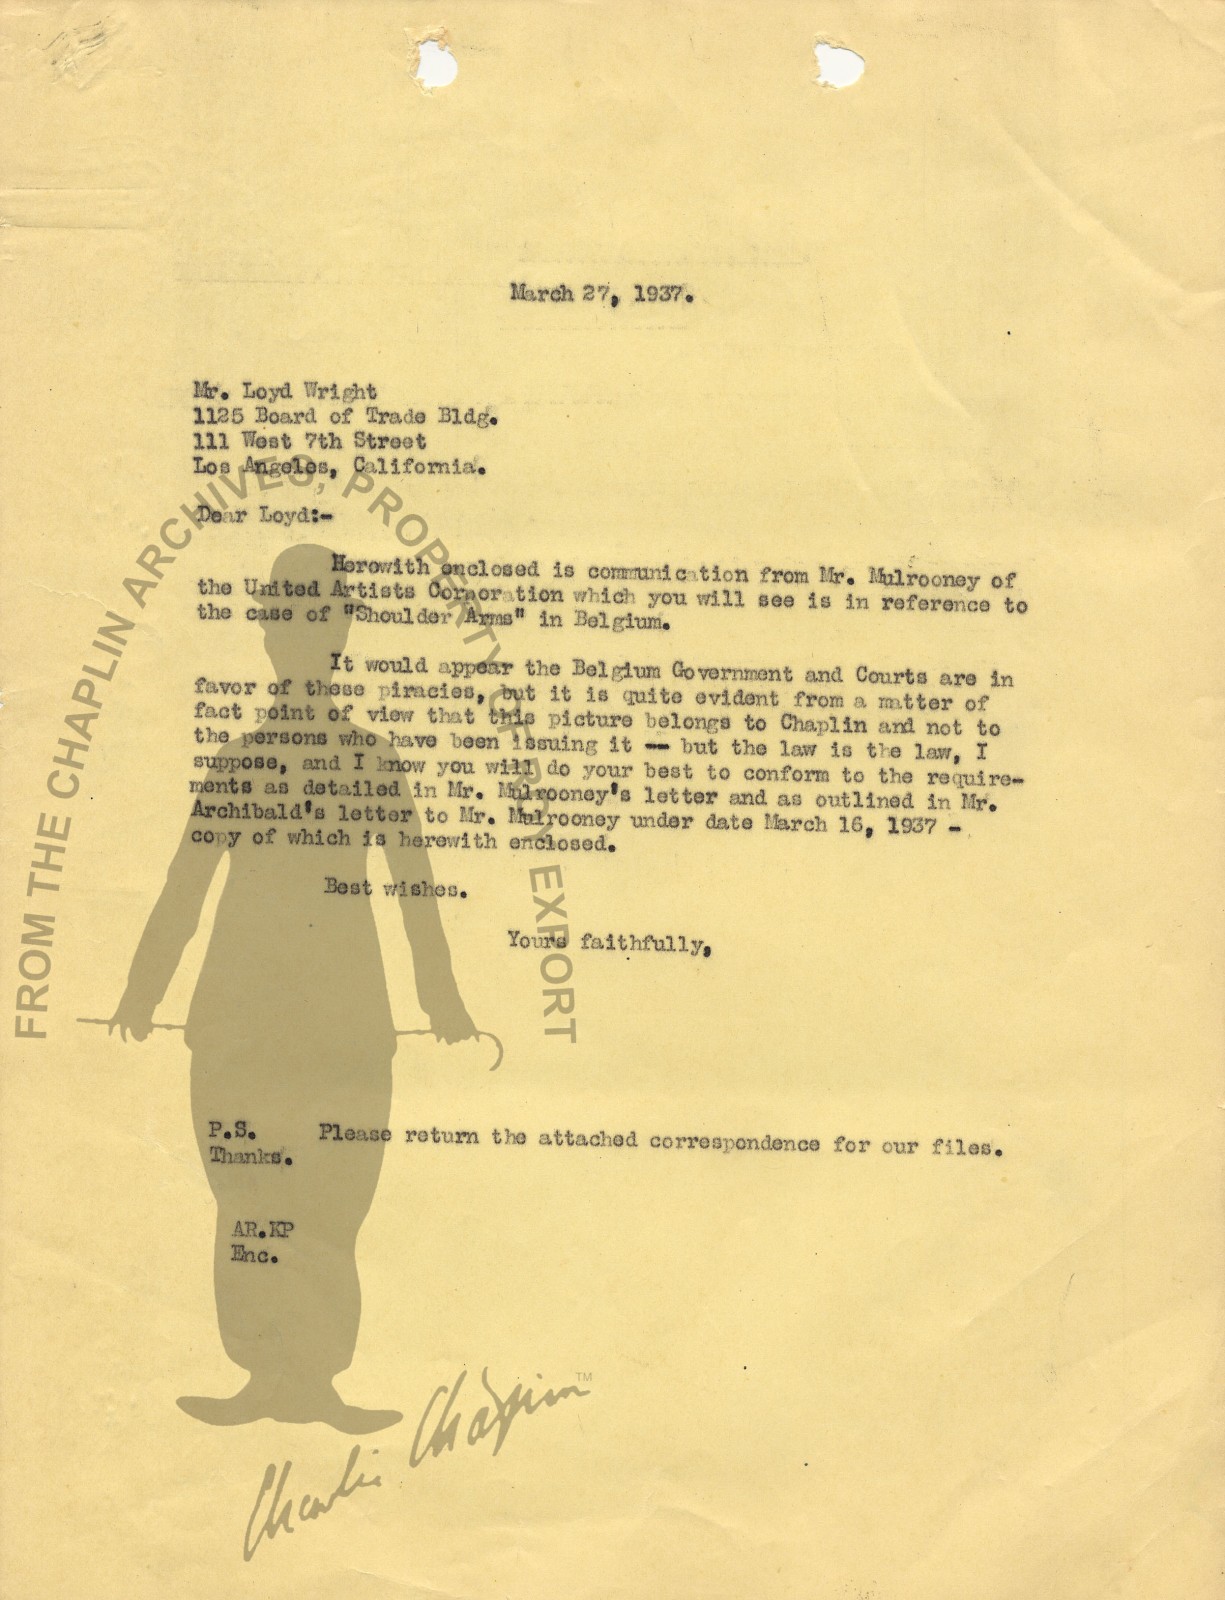 March 27, 1937.
Mr. Loyd Wright
1125 Board of Trade Bldg.
111 West 7th Street
Los Angeles, California.
Dear Loyd:-
Herewith enclosed is communication from Mr. Mulrooney of
the United Artists Corporation which you will see is in reference to
the case of "Shoulder Arms" in Belgium.
It would appear the Belgium Government and Courts are in
favor of these piracies, but it is quite evident from a matter of
fact point of view that this picture belongs to Chaplin and not to
the persons who have been issuing it -- but the law is the law, I
suppose, and I know you will do your best to conform to the require-
ments as detailed in Mr. Mulrooney's letter and as outlined in Mr.
Archibald's letter to Mr. Mulrooney under date March 16, 1937 -
copy of which is herewith enclosed.
Best wishes.
Yours faithfully,
P.S. Please return the attached correspondence for our files.
Thanks.
AR.KP
Enc.
FROM THE CHAPLIN ARCHIVES, PROPERTY OF ROY EXPORT
Charlie Chaplin TM